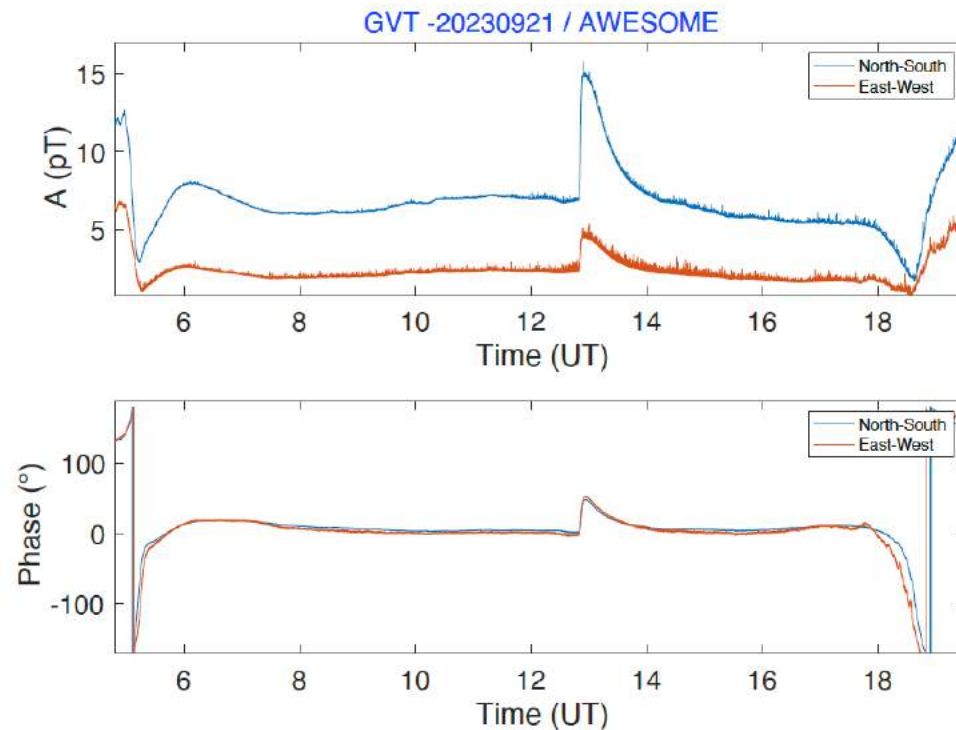 GVT -20230921 / AWESOME
North-South
East-West
15
10
5
A (pT)
6 8 10 12 14 16 18
Time (UT)
North-South
East-West
100
0
-100
Phase (°)
6 8 10 12 14 16 18
Time (UT)